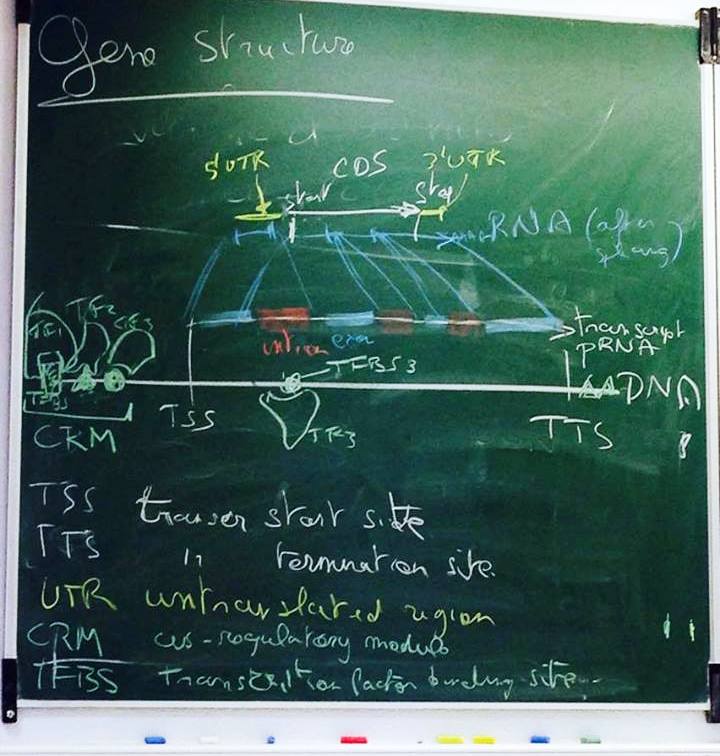 Gene structure
5'UTR CDS 3'UTR
start stop
RNA (after
splicing)
intron exon
transcript
pRNA
TF1 TF2 TF3
TFBS
TFBS3
DNA
TSS TTS
CRM TF3
TSS transcr start site
TTS " termination site.
UTR untranslated region
CRM cis-regulatory module
TFBS transcription factor binding site